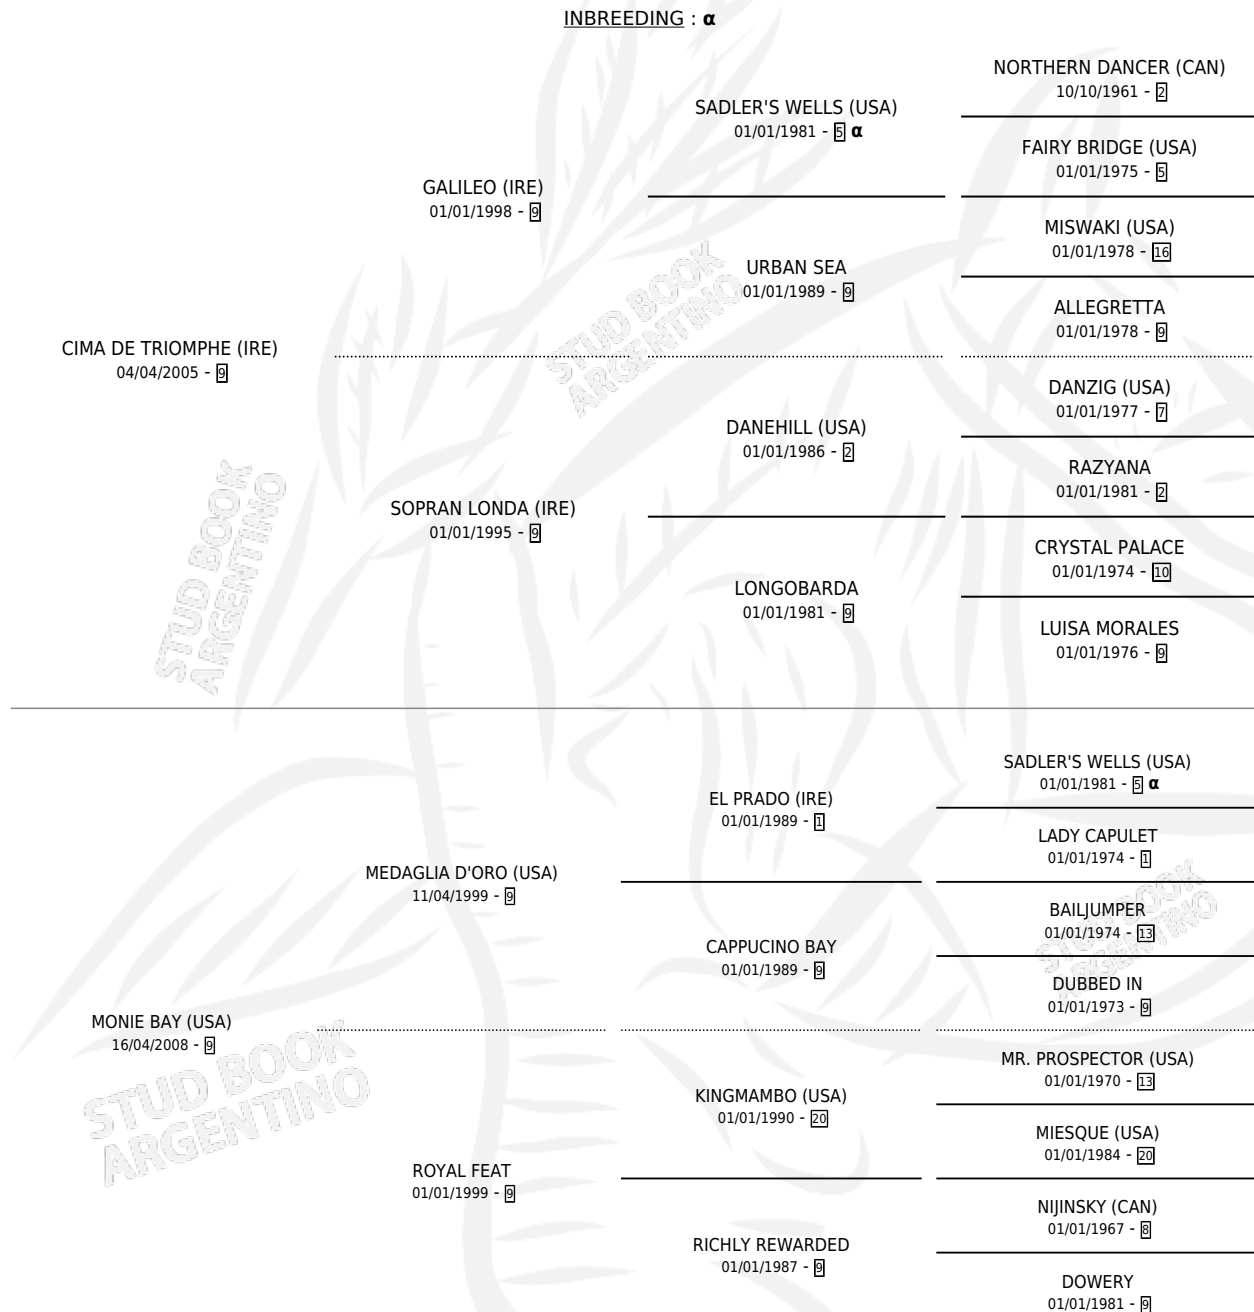 INBREEDING : α
NORTHERN DANCER (CAN)
10/10/1961 - 2
SADLER'S WELLS (USA)
01/01/1981 - 5 α
FAIRY BRIDGE (USA)
01/01/1975 - 5
GALILEO (IRE)
01/01/1998 - 9
MISWAKI (USA)
01/01/1978 - 16
URBAN SEA
01/01/1989 - 9
ALLEGRETTA
01/01/1978 - 9
CIMA DE TRIOMPHE (IRE)
04/04/2005 - 9
DANZIG (USA)
01/01/1977 - 7
DANEHILL (USA)
01/01/1986 - 2
RAZYANA
01/01/1981 - 2
SOPRAN LONDA (IRE)
01/01/1995 - 9
CRYSTAL PALACE
01/01/1974 - 10
LONGOBARDA
01/01/1981 - 9
LUISA MORALES
01/01/1976 - 9
SADLER'S WELLS (USA)
01/01/1981 - 5 α
EL PRADO (IRE)
01/01/1989 - 1
LADY CAPULET
01/01/1974 - 1
MEDAGLIA D'ORO (USA)
11/04/1999 - 9
BAILJUMPER
01/01/1974 - 13
CAPPUCINO BAY
01/01/1989 - 9
DUBBED IN
01/01/1973 - 9
MONIE BAY (USA)
16/04/2008 - 9
MR. PROSPECTOR (USA)
01/01/1970 - 13
KINGMAMBO (USA)
01/01/1990 - 20
MIESQUE (USA)
01/01/1984 - 20
ROYAL FEAT
01/01/1999 - 9
NIJINSKY (CAN)
01/01/1967 - 8
RICHLY REWARDED
01/01/1987 - 9
DOWERY
01/01/1981 - 9
STUD BOOK
ARGENTINO
STUD BOOK
ARGENTINO
STUD BOOK
ARGENTINO
STUD BOOK
ARGENTINO